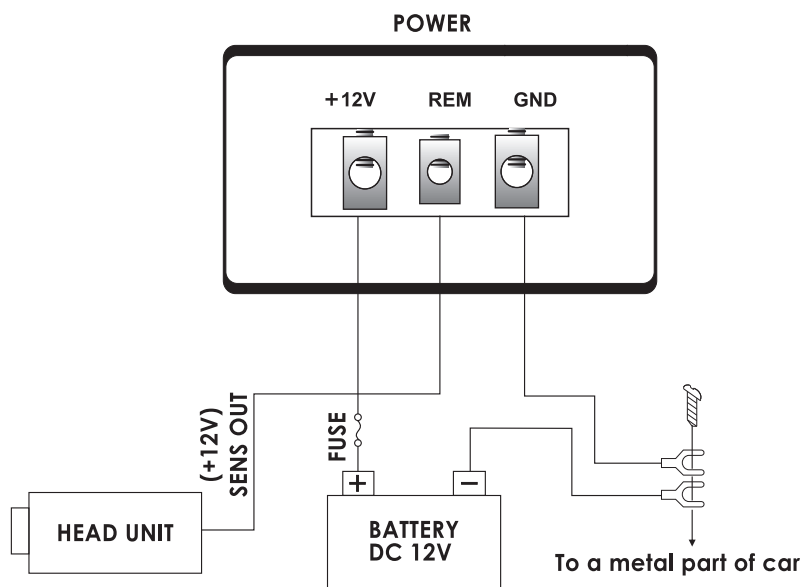 POWER
+12V REM GND
(+12V)
SENS OUT
FUSE
+ −
HEAD UNIT
BATTERY
DC 12V
To a metal part of car